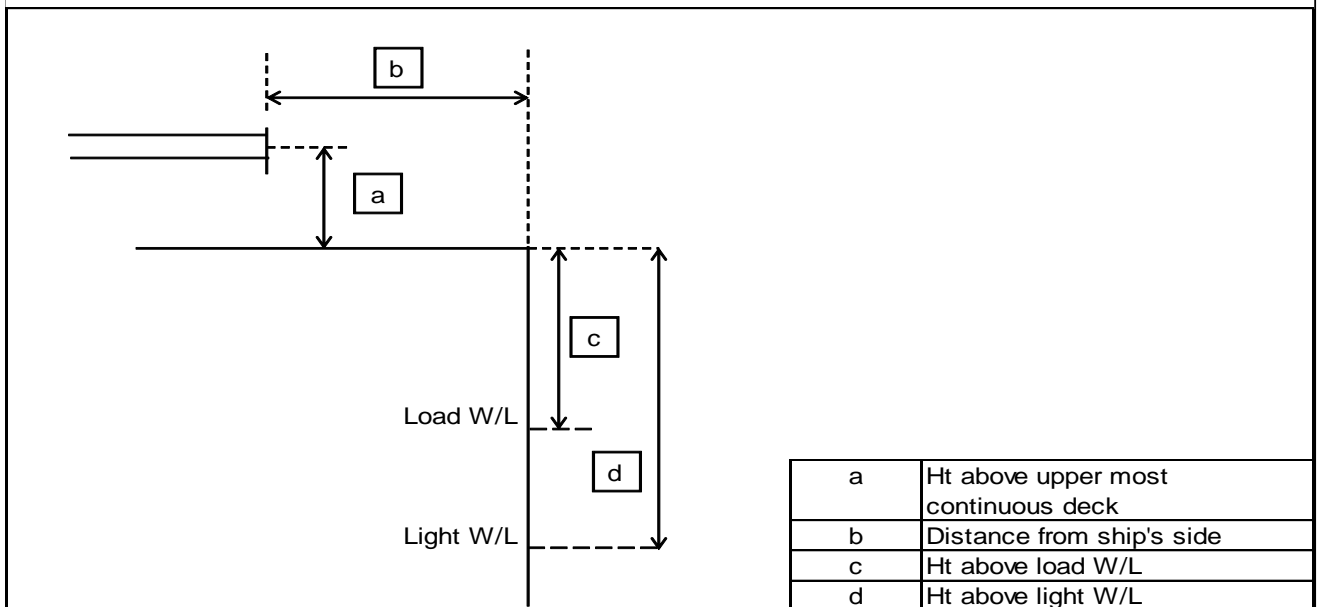 b
a
c
Load W/L
d
Light W/L
a Ht above upper most
continuous deck
b Distance from ship's side
c Ht above load W/L
d Ht above light W/L